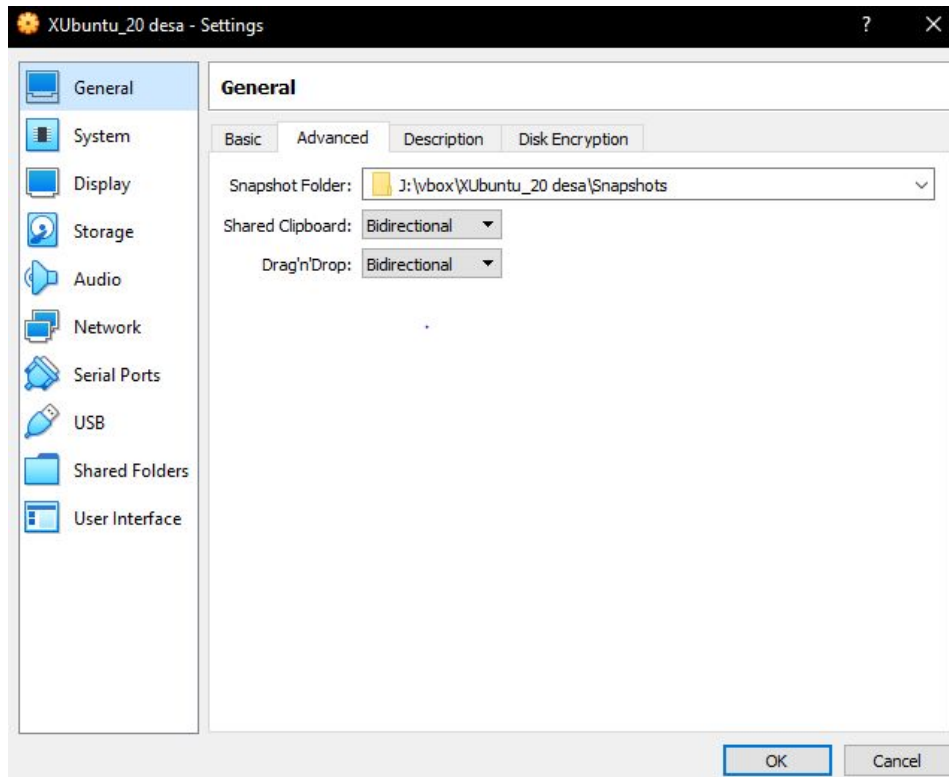 XUbuntu_20 desa - Settings
?
General
System
Display
Storage
Audio
Network
Serial Ports
USB
Shared Folders
User Interface
General
Basic Advanced Description Disk Encryption
Snapshot Folder: J:\vbox\XUbuntu_20 desa\Snapshots
Shared Clipboard: Bidirectional
Drag'n'Drop: Bidirectional
OK Cancel